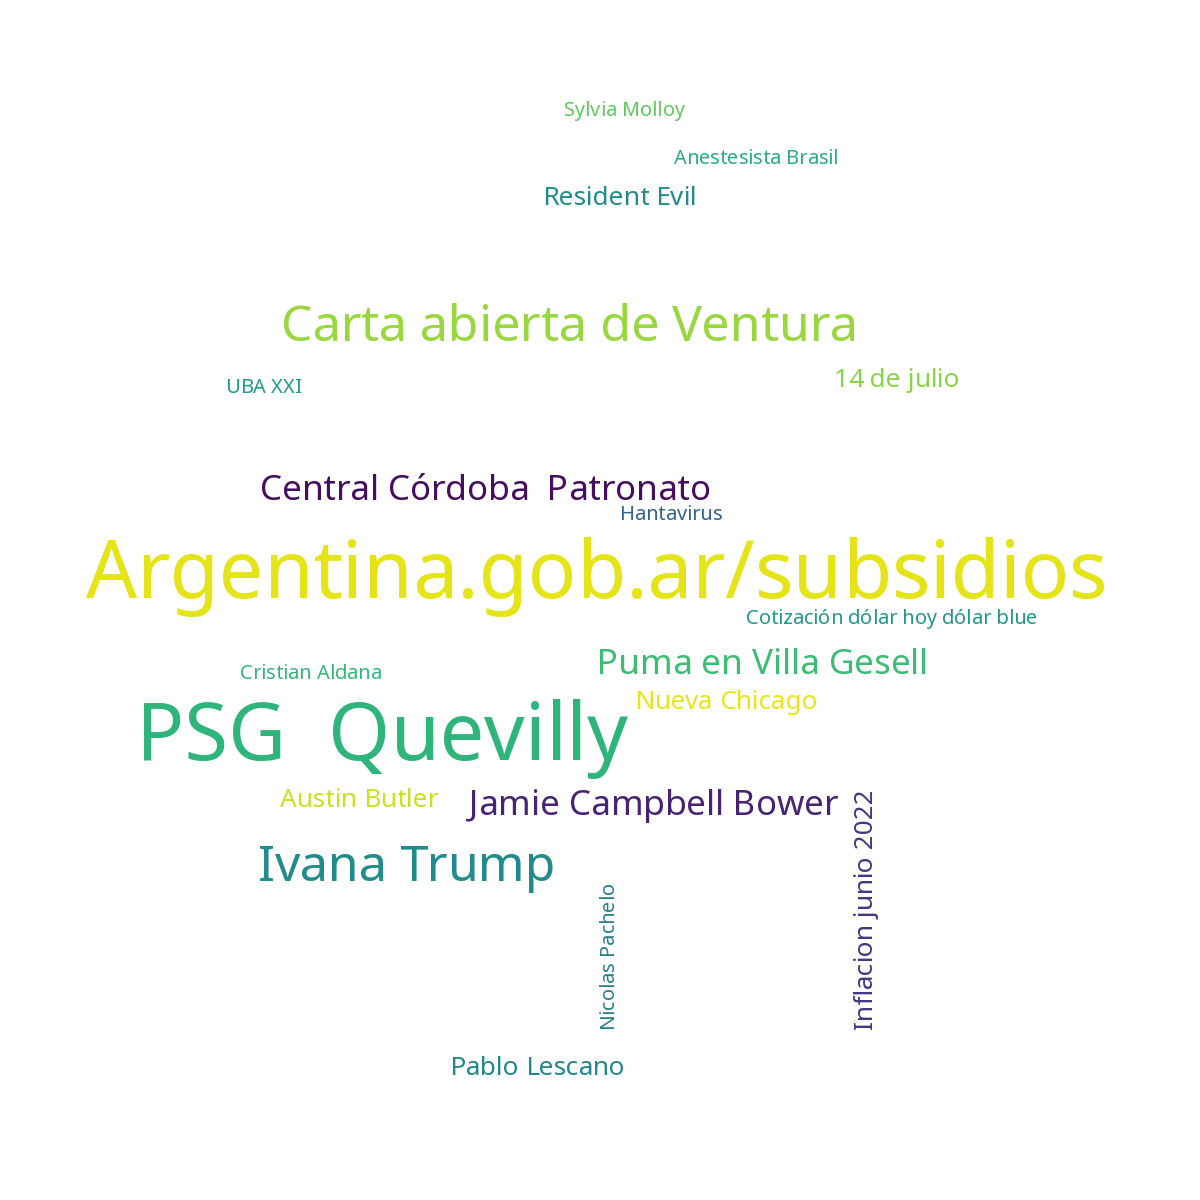 Sylvia Molloy
Anestesista Brasil
Resident Evil
Carta abierta de Ventura
14 de julio
UBA XXI
Central Córdoba  Patronato
Hantavirus
Argentina.gob.ar/subsidios
Cotización dólar hoy dólar blue
Puma en Villa Gesell
Cristian Aldana
Nueva Chicago
PSG  Quevilly
Austin Butler
Jamie Campbell Bower
Ivana Trump
Inflacion junio 2022
Nicolas Pachelo
Pablo Lescano